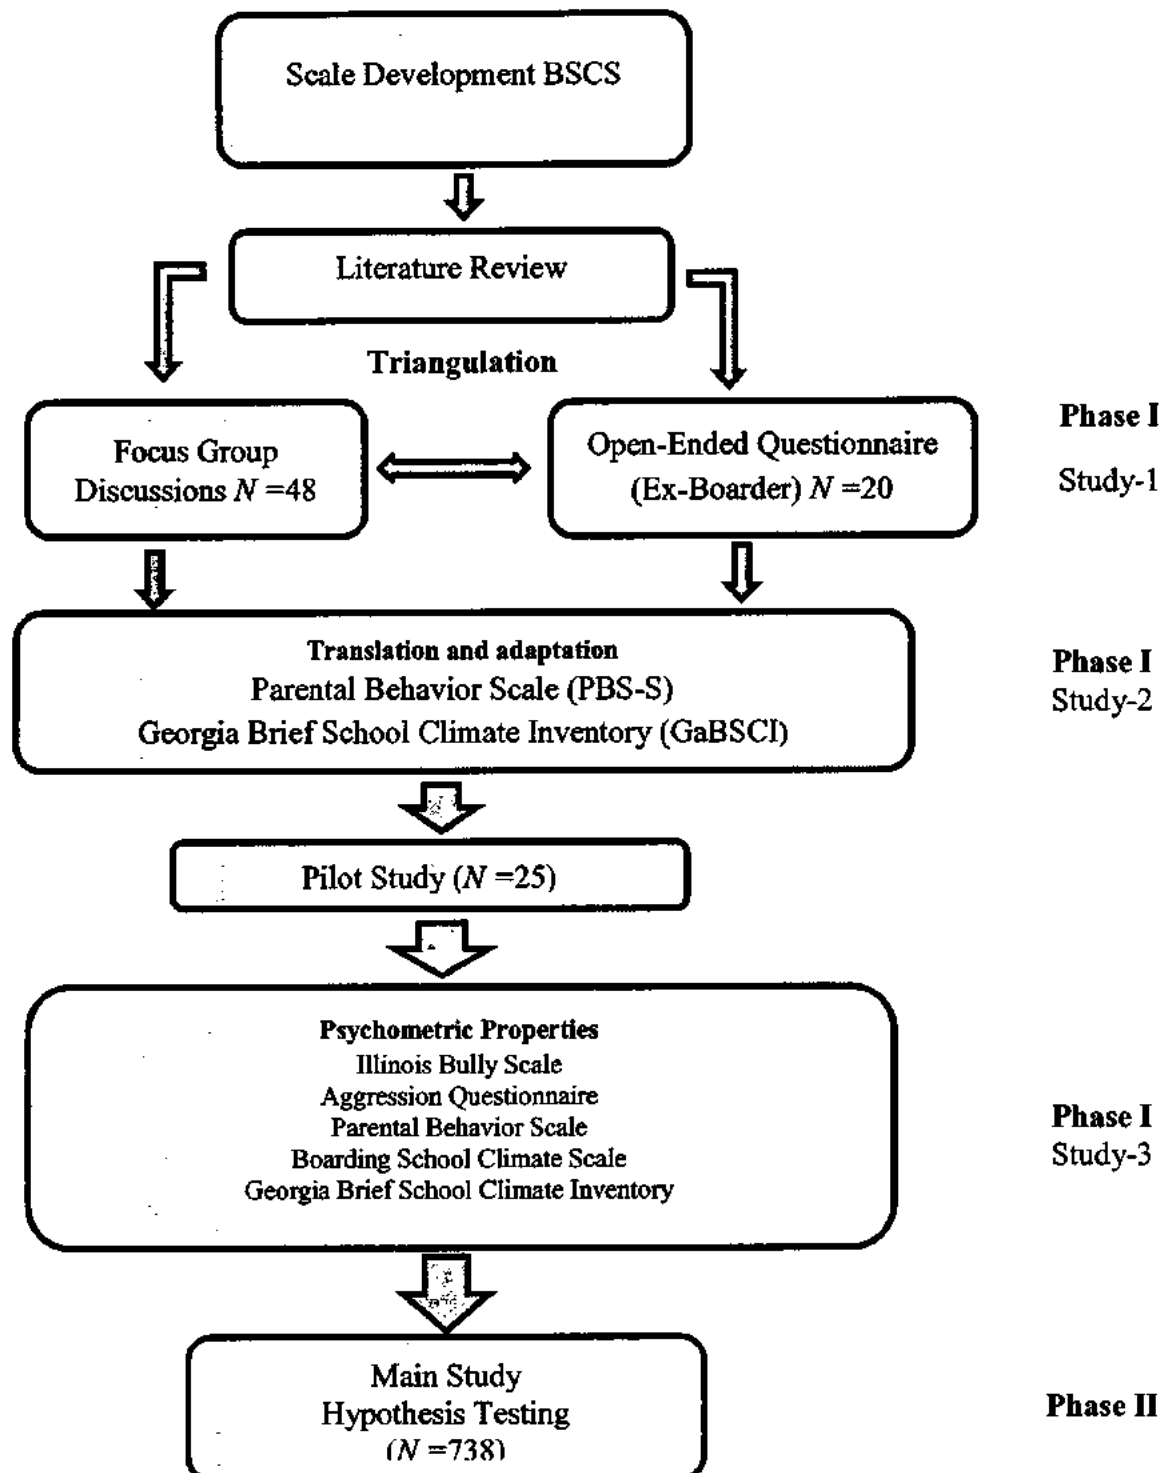 Scale Development BSCS
Literature Review
Triangulation
Focus Group
Discussions N =48
Open-Ended Questionnaire
(Ex-Boarder) N =20
Phase I
Study-1
Translation and adaptation
Parental Behavior Scale (PBS-S)
Georgia Brief School Climate Inventory (GaBSCI)
Phase I
Study-2
Pilot Study (N =25)
Psychometric Properties
Illinois Bully Scale
Aggression Questionnaire
Parental Behavior Scale
Boarding School Climate Scale
Georgia Brief School Climate Inventory
Phase I
Study-3
Main Study
Hypothesis Testing
(N =738)
Phase II